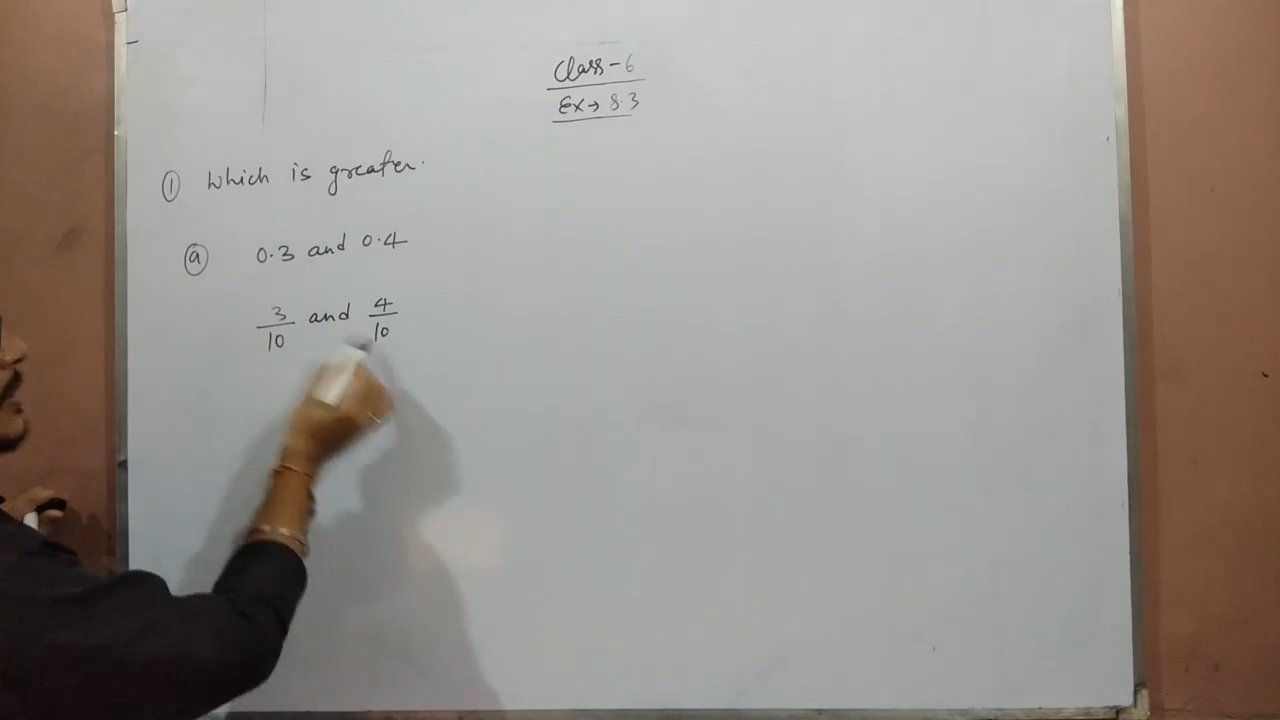 Class - 6
Ex → 8.3
① Which is greater.
ⓐ 0.3 and 0.4
3/10 and 4/10